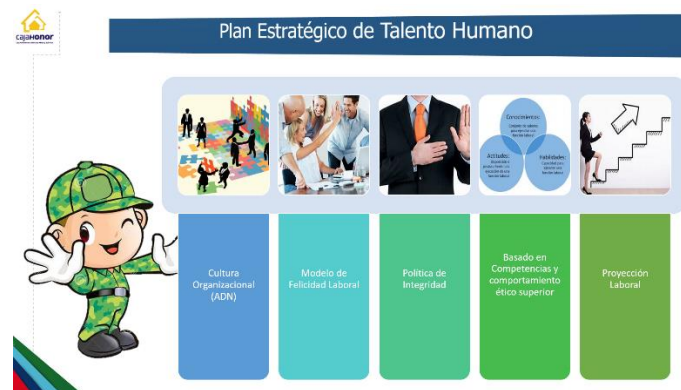 CajaHonor
Plan Estratégico de Talento Humano
Conocimientos:
Actitudes:
Habilidades:
Cultura
Organizacional
(ADN)
Modelo de
Felicidad Laboral
Política de
Integridad
Basado en
Competencias y
comportamiento
ético superior
Proyección
Laboral